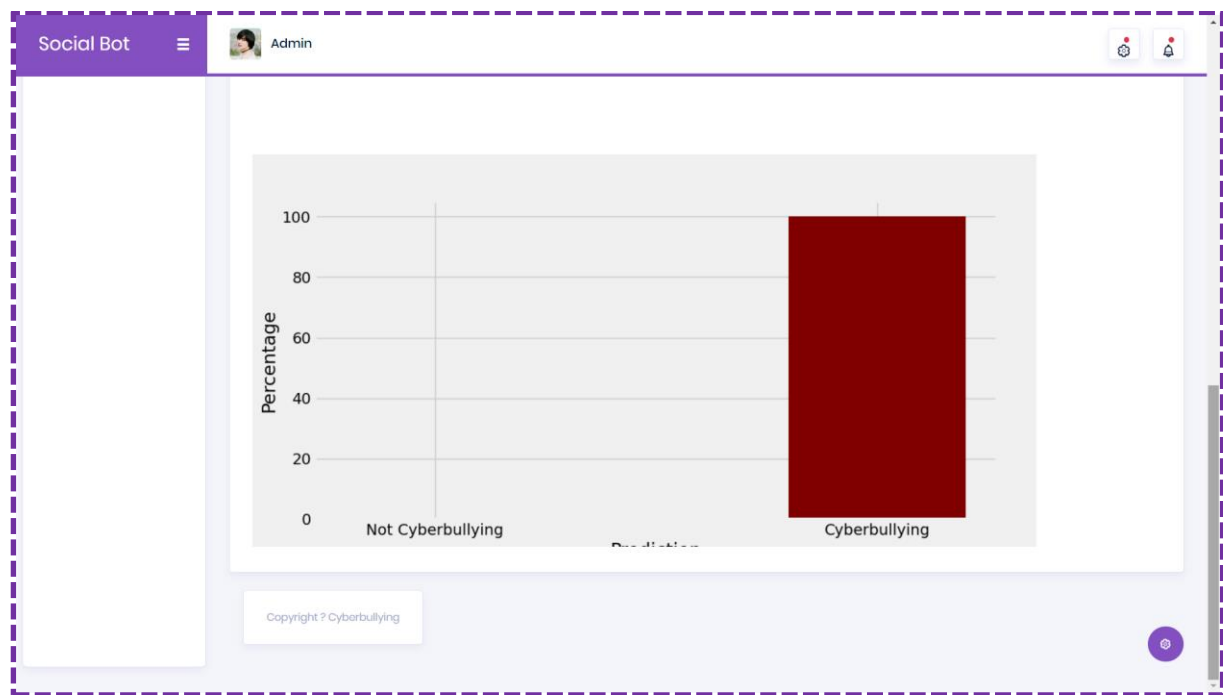 Social Bot
Admin
100
80
60
40
20
0
Percentage
Not Cyberbullying
Cyberbullying
Copyright ? Cyberbullying